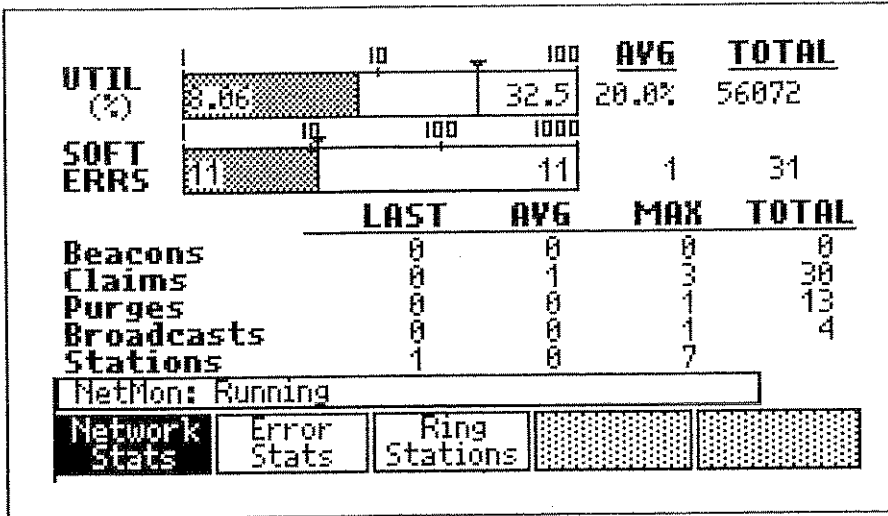 1 10 100 AVG TOTAL
UTIL (%) 8.06 32.5 20.0% 56072
1 10 100 1000
SOFT ERRS 11 11 1 31
LAST AVG MAX TOTAL
Beacons 0 0 0 0
Claims 0 1 3 30
Purges 0 0 1 13
Broadcasts 0 0 1 4
Stations 1 0 7
NetMon: Running
Network Stats
Error Stats
Ring Stations